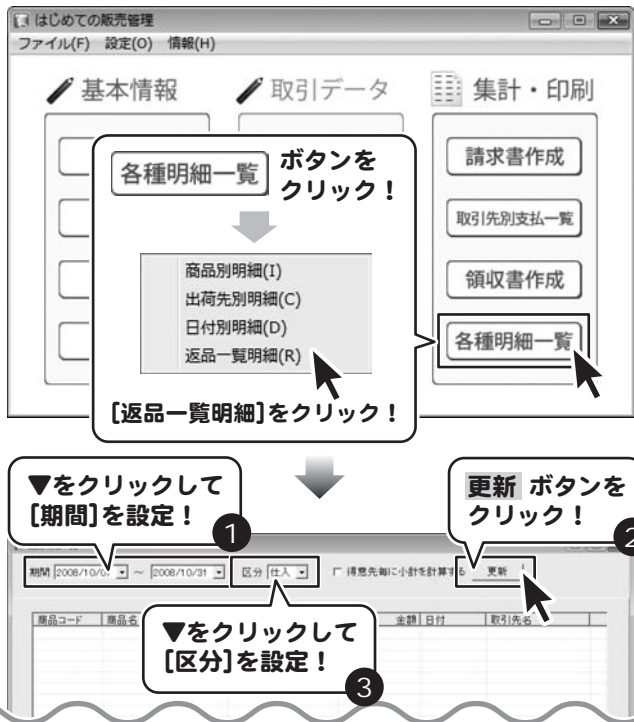 はじめての販売管理
ファイル(F) 設定(O) 情報(H)
基本情報
取引データ
集計・印刷
各種明細一覧 ボタンを
クリック！
商品別明細(I)
出荷先別明細(C)
日付別明細(D)
返品一覧明細(R)
[返品一覧明細]をクリック！
請求書作成
取引先別支払一覧
領収書作成
各種明細一覧
▼をクリックして
[期間]を設定！
1
更新 ボタンを
クリック！
2
期間 2008/10/0 ～ 2008/10/31 区分 仕入 得意先毎に小計を計算する 更新
商品コード 商品名 金額 日付 取引先名
▼をクリックして
[区分]を設定！
3